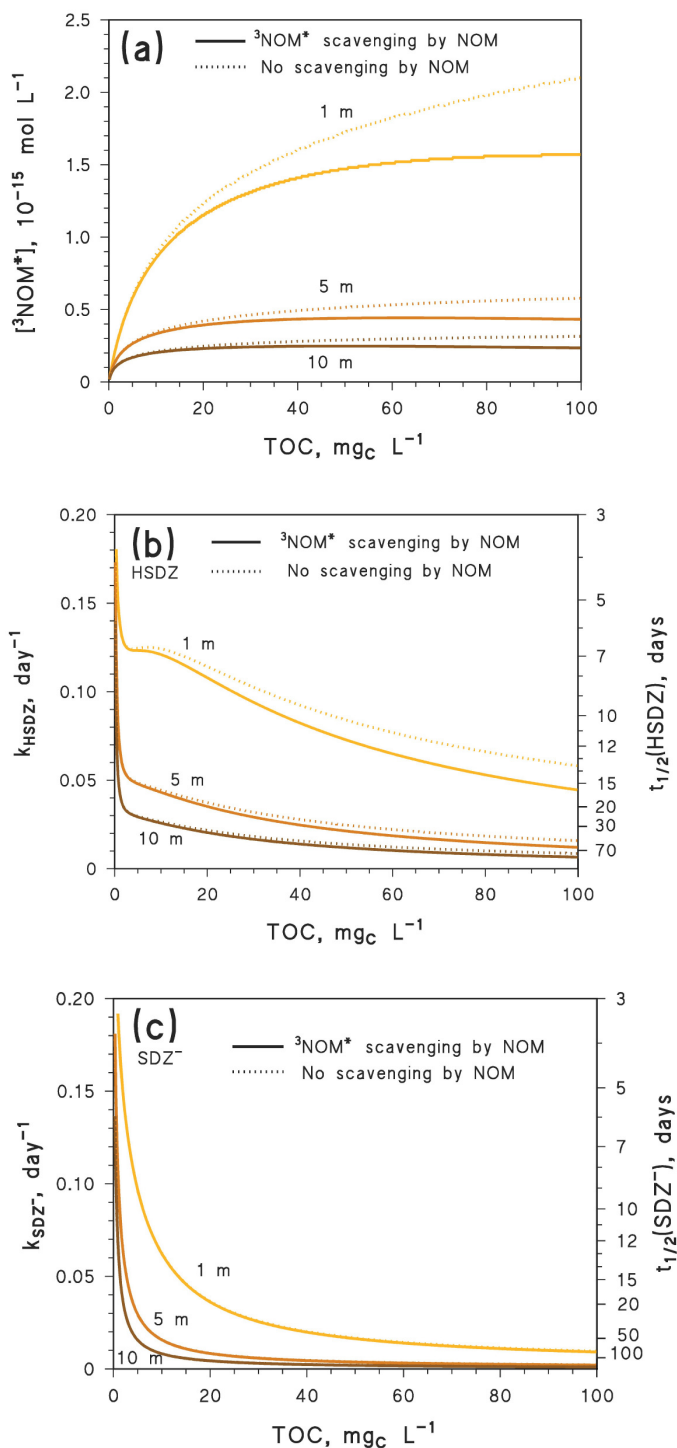 (a)
³NOM* scavenging by NOM
No scavenging by NOM
1 m
5 m
10 m
[³NOM*], 10⁻¹⁵ mol L⁻¹
2.5
2.0
1.5
1.0
0.5
0
0 20 40 60 80 100
TOC, mg_C L⁻¹
(b)
HSDZ
³NOM* scavenging by NOM
No scavenging by NOM
1 m
5 m
10 m
k_HSDZ, day⁻¹
0.20
0.15
0.10
0.05
0
t₁/₂(HSDZ), days
3
5
7
10
12
15
20
30
70
0 20 40 60 80 100
TOC, mg_C L⁻¹
(c)
SDZ⁻
³NOM* scavenging by NOM
No scavenging by NOM
1 m
5 m
10 m
k_SDZ⁻, day⁻¹
0.20
0.15
0.10
0.05
0
t₁/₂(SDZ⁻), days
3
5
7
10
12
15
20
50
100
0 20 40 60 80 100
TOC, mg_C L⁻¹